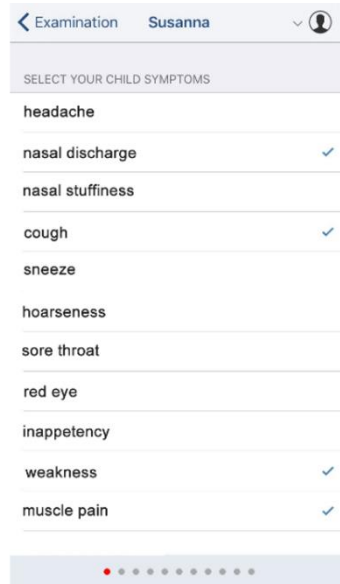 Examination Susanna
SELECT YOUR CHILD SYMPTOMS
headache
nasal discharge
nasal stuffiness
cough
sneeze
hoarseness
sore throat
red eye
inappetency
weakness
muscle pain